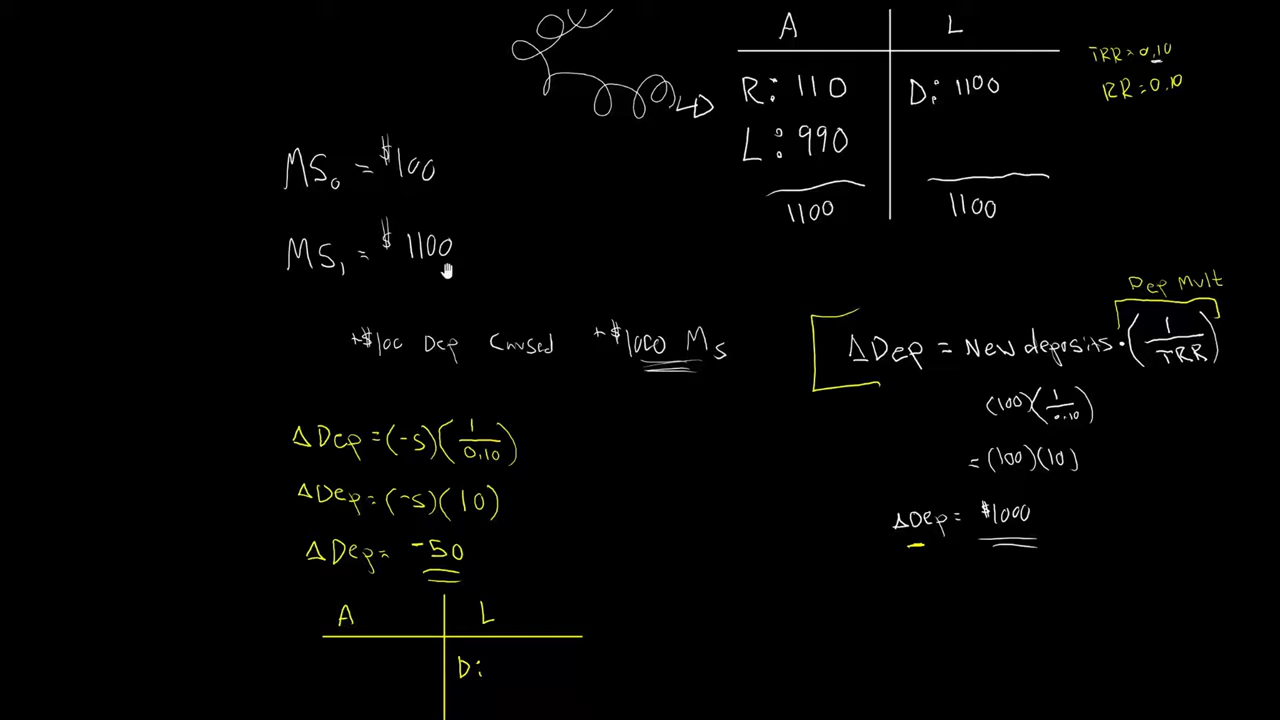 A L
TRR = 0.10
R: 110 D: 1100
RR = 0.10
L: 990
MS₀ = $100
1100 1100
MS₁ = $1100
Dep Mult
+$100 Dep Caused +$1000 Ms
ΔDep = New deposits · (1/TRR)
(100)(1/0.10)
ΔDep = (-5)(1/0.10)
= (100)(10)
ΔDep = (-5)(10)
ΔDep = $1000
ΔDep = -50
A L
D: